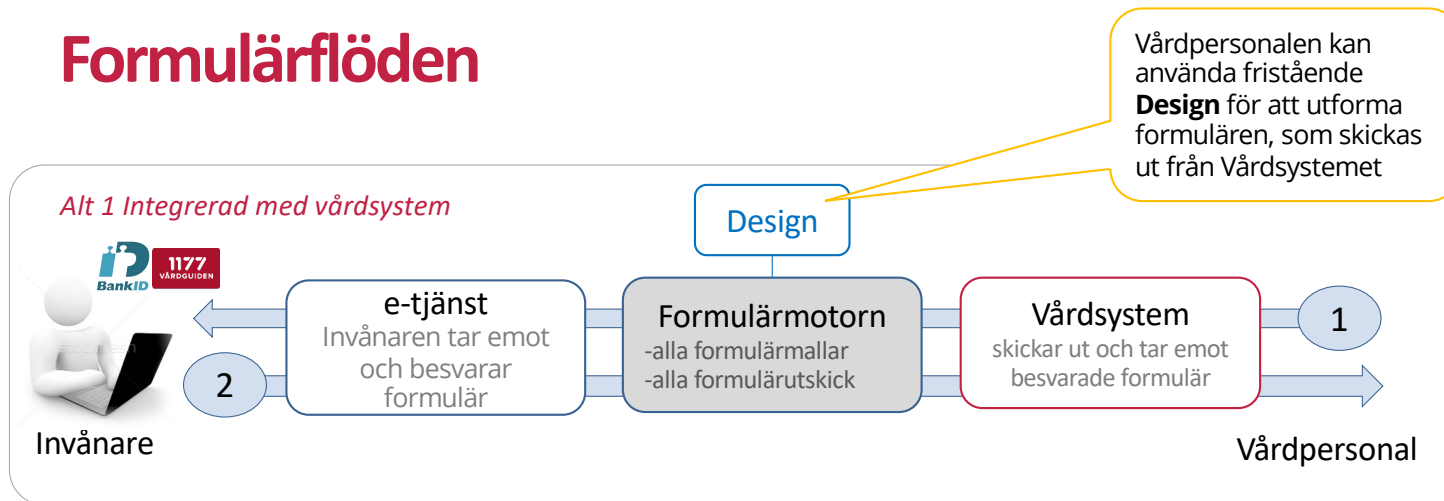 Formulärflöden
Vårdpersonalen kan
använda fristående
Design för att utforma
formulären, som skickas
ut från Vårdsystemet
Alt 1 Integrerad med vårdsystem
Design
BankID
1177
VÅRDGUIDEN
e-tjänst
Invånaren tar emot
och besvarar
formulär
Formulärmotorn
-alla formulärmallar
-alla formulärutskick
Vårdsystem
skickar ut och tar emot
besvarade formulär
1
2
Invånare
Vårdpersonal